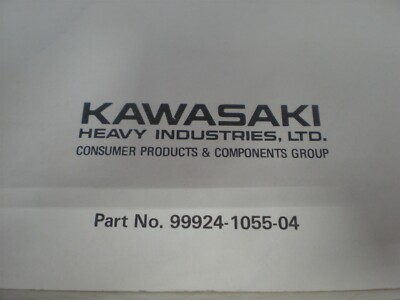 KAWASAKI
HEAVY INDUSTRIES, LTD.
CONSUMER PRODUCTS & COMPONENTS GROUP
Part No. 99924-1055-04